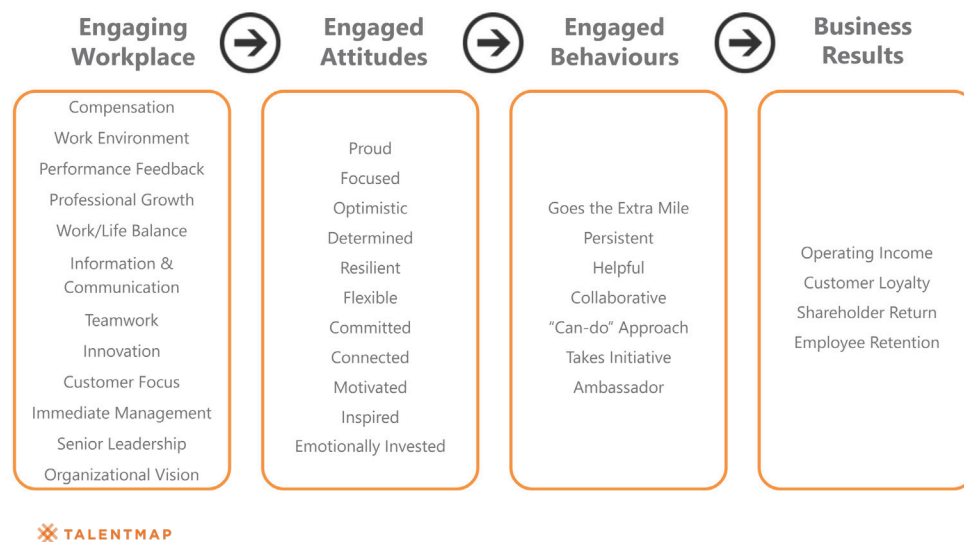 Engaging
Workplace
Engaged
Attitudes
Engaged
Behaviours
Business
Results
Compensation
Work Environment
Performance Feedback
Professional Growth
Work/Life Balance
Information &
Communication
Teamwork
Innovation
Customer Focus
Immediate Management
Senior Leadership
Organizational Vision
Proud
Focused
Optimistic
Determined
Resilient
Flexible
Committed
Connected
Motivated
Inspired
Emotionally Invested
Goes the Extra Mile
Persistent
Helpful
Collaborative
“Can-do” Approach
Takes Initiative
Ambassador
Operating Income
Customer Loyalty
Shareholder Return
Employee Retention
TALENTMAP